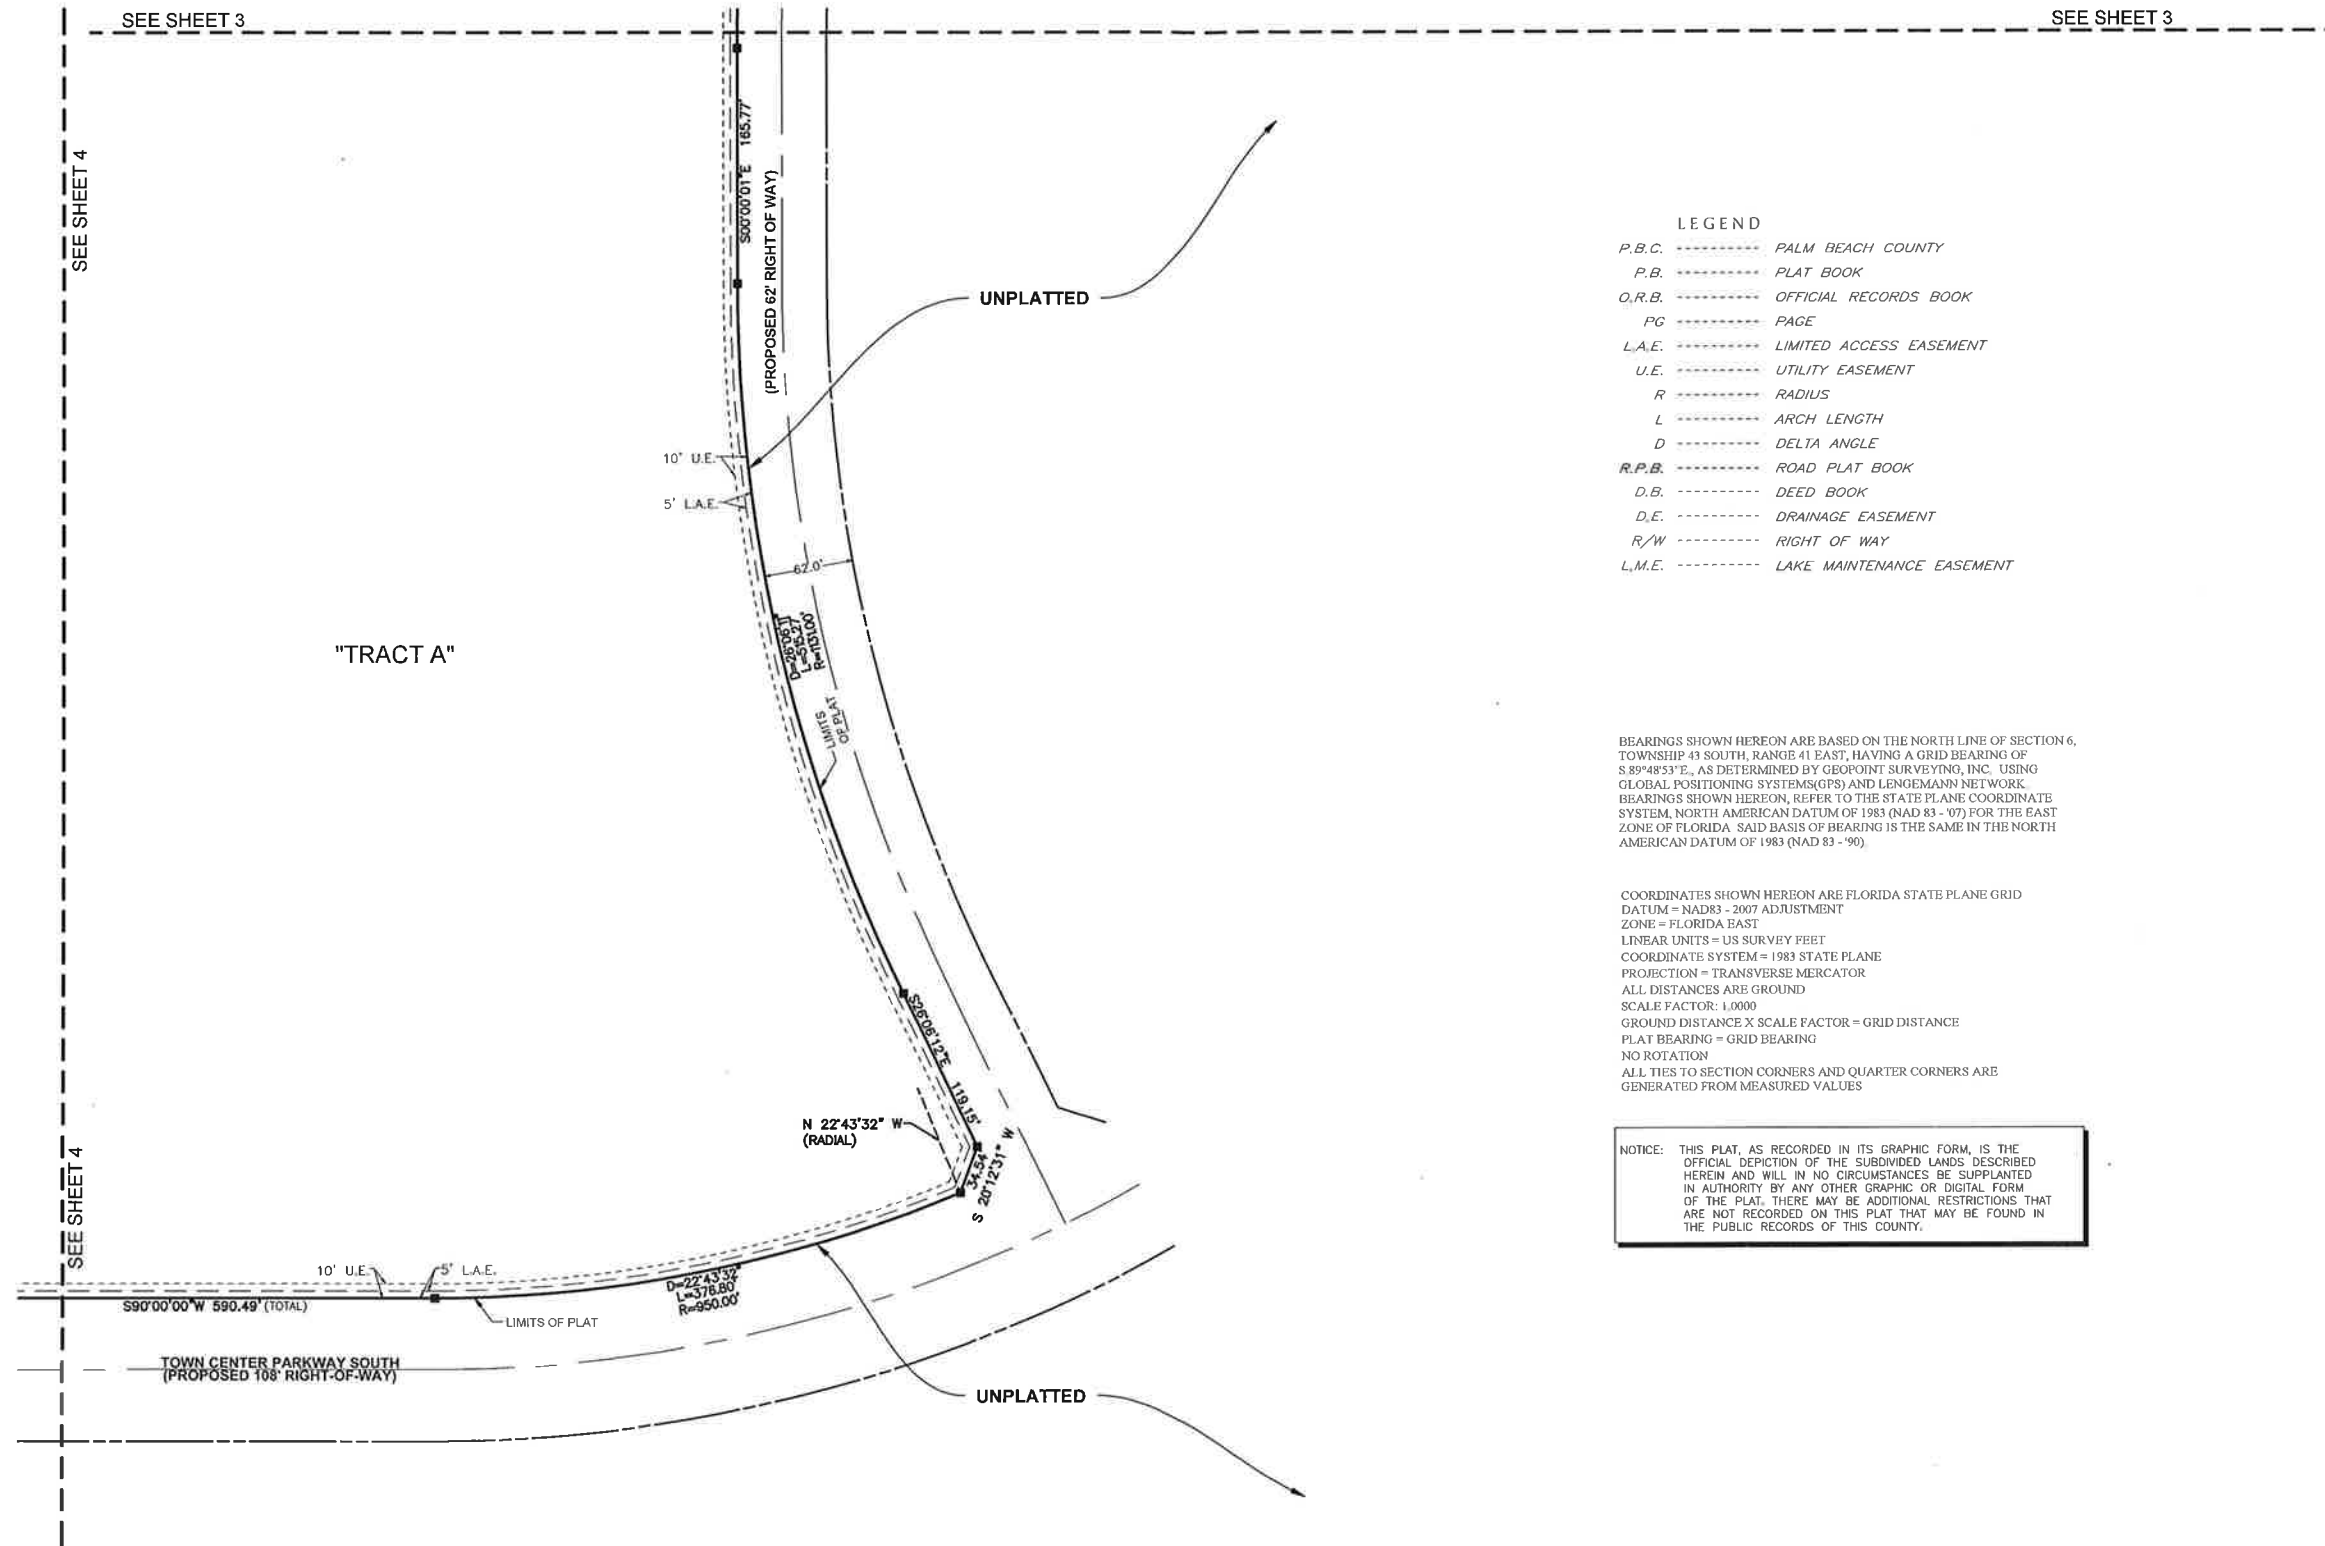 SEE SHEET 3
SEE SHEET 3
SEE SHEET 4
S00°00'01"E 165.77'
(PROPOSED 62' RIGHT OF WAY)
UNPLATTED
10' U.E.
5' L.A.E.
62.0'
D=26°06'11"
L=515.27'
R=1131.00'
"TRACT A"
LIMITS
OF PLAT
S26°06'12"E 119.15'
N 22°43'32" W
(RADIAL)
34.54'
S 20°12'31" W
SEE SHEET 4
10' U.E.
5' L.A.E.
S90°00'00"W 590.49' (TOTAL)
LIMITS OF PLAT
D=22°43'32"
L=376.80'
R=950.00'
TOWN CENTER PARKWAY SOUTH
(PROPOSED 108' RIGHT-OF-WAY)
UNPLATTED
LEGEND
P.B.C. ---------- PALM BEACH COUNTY
P.B. ---------- PLAT BOOK
O.R.B. ---------- OFFICIAL RECORDS BOOK
PG ---------- PAGE
L.A.E. ---------- LIMITED ACCESS EASEMENT
U.E. ---------- UTILITY EASEMENT
R ---------- RADIUS
L ---------- ARCH LENGTH
D ---------- DELTA ANGLE
R.P.B. ---------- ROAD PLAT BOOK
D.B. ---------- DEED BOOK
D.E. ---------- DRAINAGE EASEMENT
R/W ---------- RIGHT OF WAY
L.M.E. ---------- LAKE MAINTENANCE EASEMENT
BEARINGS SHOWN HEREON ARE BASED ON THE NORTH LINE OF SECTION 6,
TOWNSHIP 43 SOUTH, RANGE 41 EAST, HAVING A GRID BEARING OF
S.89°48'53"E., AS DETERMINED BY GEOPOINT SURVEYING, INC. USING
GLOBAL POSITIONING SYSTEMS(GPS) AND LENGEMANN NETWORK.
BEARINGS SHOWN HEREON, REFER TO THE STATE PLANE COORDINATE
SYSTEM, NORTH AMERICAN DATUM OF 1983 (NAD 83 - '07) FOR THE EAST
ZONE OF FLORIDA SAID BASIS OF BEARING IS THE SAME IN THE NORTH
AMERICAN DATUM OF 1983 (NAD 83 - '90).
COORDINATES SHOWN HEREON ARE FLORIDA STATE PLANE GRID
DATUM = NAD83 - 2007 ADJUSTMENT
ZONE = FLORIDA EAST
LINEAR UNITS = US SURVEY FEET
COORDINATE SYSTEM = 1983 STATE PLANE
PROJECTION = TRANSVERSE MERCATOR
ALL DISTANCES ARE GROUND
SCALE FACTOR: 1.0000
GROUND DISTANCE X SCALE FACTOR = GRID DISTANCE
PLAT BEARING = GRID BEARING
NO ROTATION
ALL TIES TO SECTION CORNERS AND QUARTER CORNERS ARE
GENERATED FROM MEASURED VALUES
NOTICE: THIS PLAT, AS RECORDED IN ITS GRAPHIC FORM, IS THE
OFFICIAL DEPICTION OF THE SUBDIVIDED LANDS DESCRIBED
HEREIN AND WILL IN NO CIRCUMSTANCES BE SUPPLANTED
IN AUTHORITY BY ANY OTHER GRAPHIC OR DIGITAL FORM
OF THE PLAT. THERE MAY BE ADDITIONAL RESTRICTIONS THAT
ARE NOT RECORDED ON THIS PLAT THAT MAY BE FOUND IN
THE PUBLIC RECORDS OF THIS COUNTY.